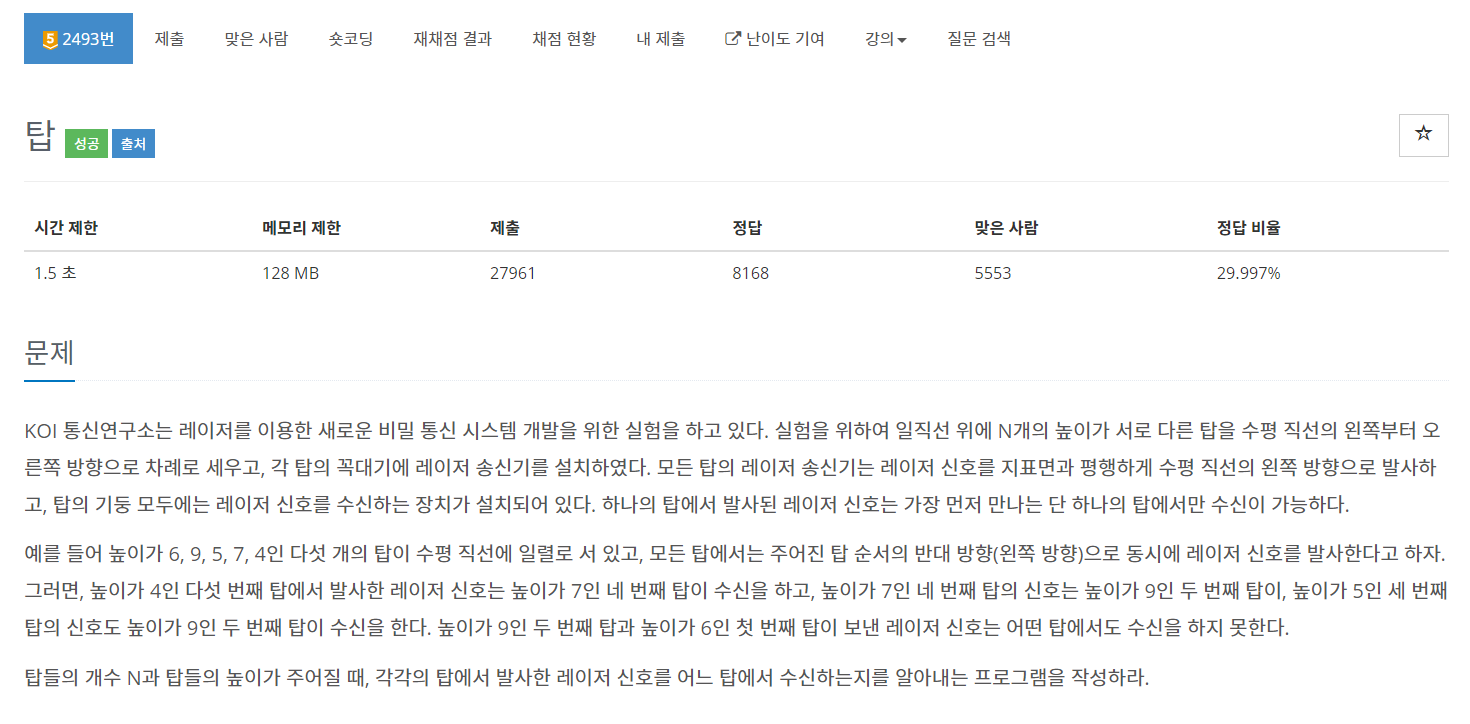 5 2493번 제출 맞은 사람 숏코딩 재채점 결과 채점 현황 내 제출 난이도 기여 강의 질문 검색
탑 성공 출처
시간 제한 메모리 제한 제출 정답 맞은 사람 정답 비율
1.5 초 128 MB 27961 8168 5553 29.997%
문제
KOI 통신연구소는 레이저를 이용한 새로운 비밀 통신 시스템 개발을 위한 실험을 하고 있다. 실험을 위하여 일직선 위에 N개의 높이가 서로 다른 탑을 수평 직선의 왼쪽부터 오
른쪽 방향으로 차례로 세우고, 각 탑의 꼭대기에 레이저 송신기를 설치하였다. 모든 탑의 레이저 송신기는 레이저 신호를 지표면과 평행하게 수평 직선의 왼쪽 방향으로 발사하
고, 탑의 기둥 모두에는 레이저 신호를 수신하는 장치가 설치되어 있다. 하나의 탑에서 발사된 레이저 신호는 가장 먼저 만나는 단 하나의 탑에서만 수신이 가능하다.
예를 들어 높이가 6, 9, 5, 7, 4인 다섯 개의 탑이 수평 직선에 일렬로 서 있고, 모든 탑에서는 주어진 탑 순서의 반대 방향(왼쪽 방향)으로 동시에 레이저 신호를 발사한다고 하자.
그러면, 높이가 4인 다섯 번째 탑에서 발사한 레이저 신호는 높이가 7인 네 번째 탑이 수신을 하고, 높이가 7인 네 번째 탑의 신호는 높이가 9인 두 번째 탑이, 높이가 5인 세 번째
탑의 신호도 높이가 9인 두 번째 탑이 수신을 한다. 높이가 9인 두 번째 탑과 높이가 6인 첫 번째 탑이 보낸 레이저 신호는 어떤 탑에서도 수신을 하지 못한다.
탑들의 개수 N과 탑들의 높이가 주어질 때, 각각의 탑에서 발사한 레이저 신호를 어느 탑에서 수신하는지를 알아내는 프로그램을 작성하라.